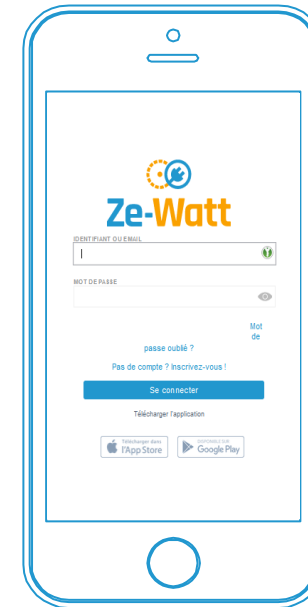 Ze-Watt
IDENTIFIANT OU EMAIL
MOT DE PASSE
Mot
de
passe oublié ?
Pas de compte ? Inscrivez-vous !
Se connecter
Télécharger l'application
Télécharger dans
l'App Store
DISPONIBLE SUR
Google Play